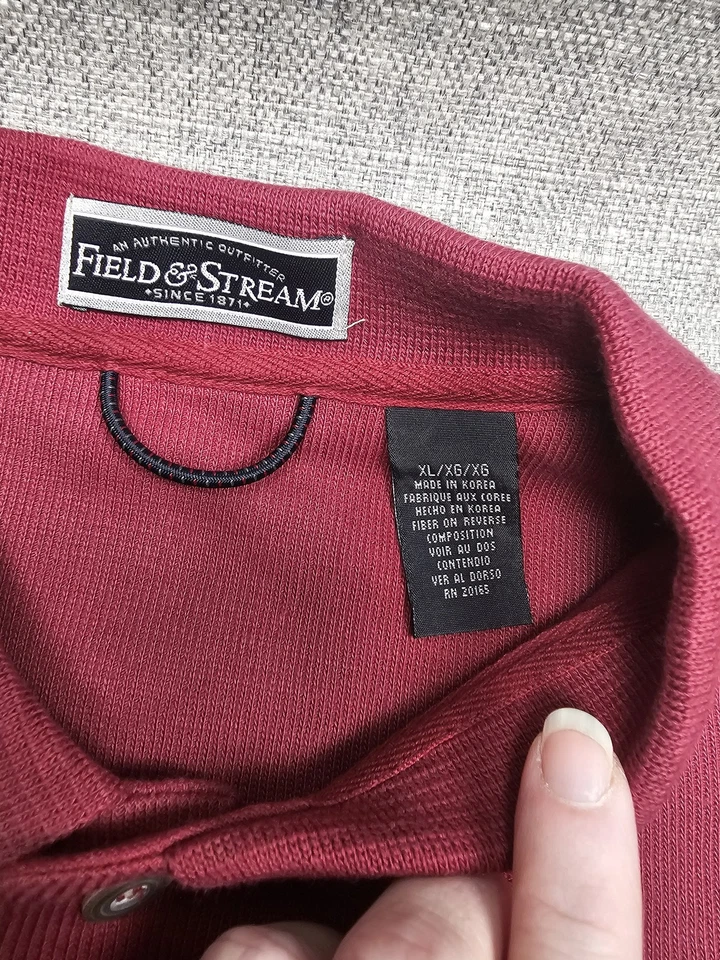 AN AUTHENTIC OUTFITTER
FIELD & STREAM®
SINCE 1871
XL/XG/XG
MADE IN KOREA
FABRIQUE AUX COREE
HECHO EN KOREA
FIBER ON REVERSE
COMPOSITION
VOIR AU DOS
CONTENDIO
VER AL DORSO
RN 20165